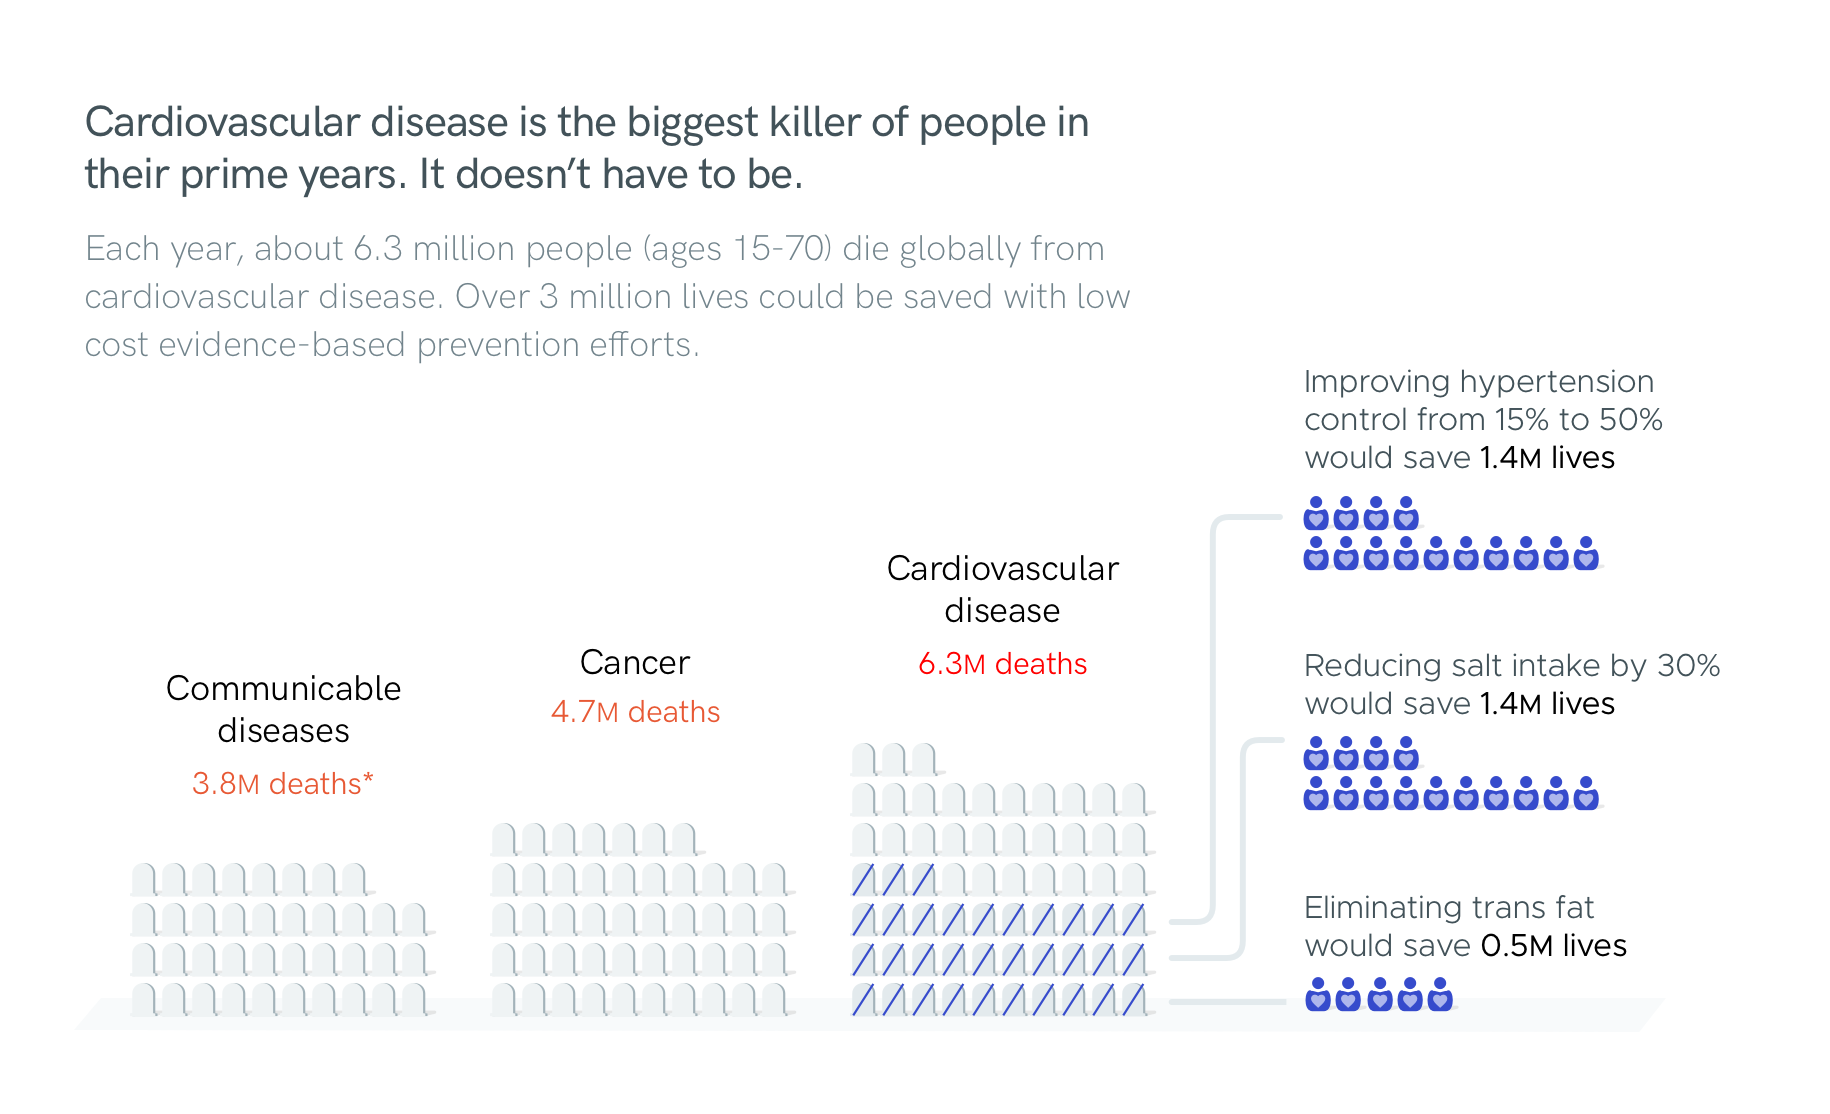 Cardiovascular disease is the biggest killer of people in
their prime years. It doesn’t have to be.
Each year, about 6.3 million people (ages 15-70) die globally from
cardiovascular disease. Over 3 million lives could be saved with low
cost evidence-based prevention efforts.
Communicable
diseases
3.8M deaths*
Cancer
4.7M deaths
Cardiovascular
disease
6.3M deaths
Improving hypertension
control from 15% to 50%
would save 1.4M lives
Reducing salt intake by 30%
would save 1.4M lives
Eliminating trans fat
would save 0.5M lives